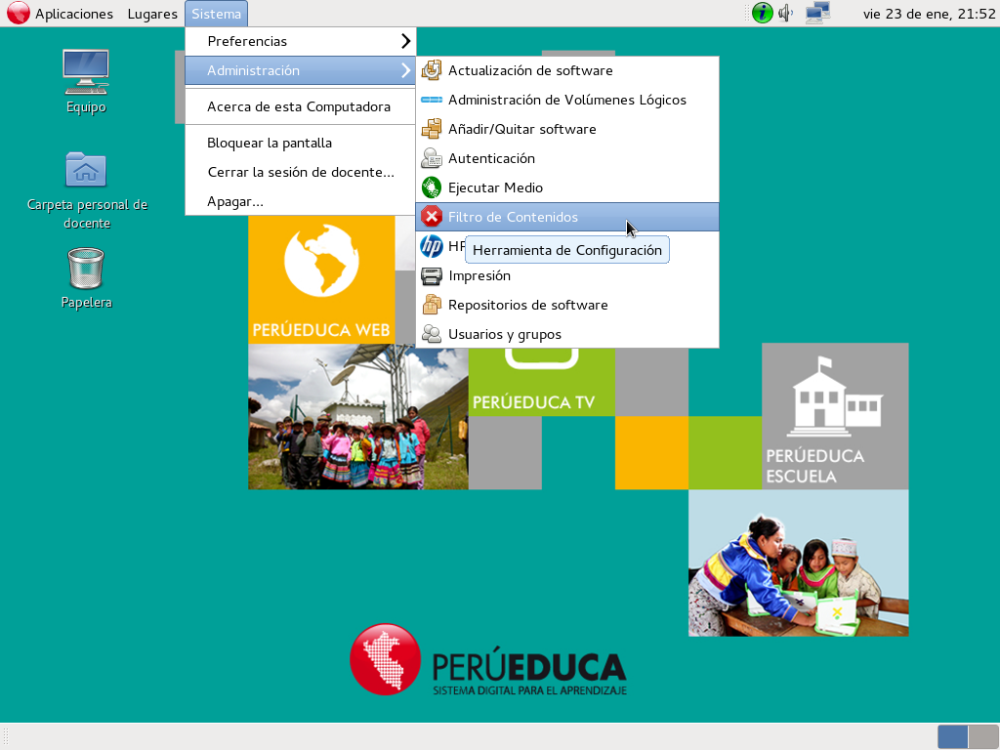 Aplicaciones Lugares Sistema vie 23 de ene, 21:52
Preferencias
Administración
Acerca de esta Computadora
Bloquear la pantalla
Cerrar la sesión de docente...
Apagar...
Actualización de software
Administración de Volúmenes Lógicos
Añadir/Quitar software
Autenticación
Ejecutar Medio
Filtro de Contenidos
hp
Herramienta de Configuración
Impresión
Repositorios de software
Usuarios y grupos
Equipo
Carpeta personal de
docente
Papelera
PERÚEDUCA WEB
PERÚEDUCA TV
PERÚEDUCA
ESCUELA
PERÚEDUCA
SISTEMA DIGITAL PARA EL APRENDIZAJE